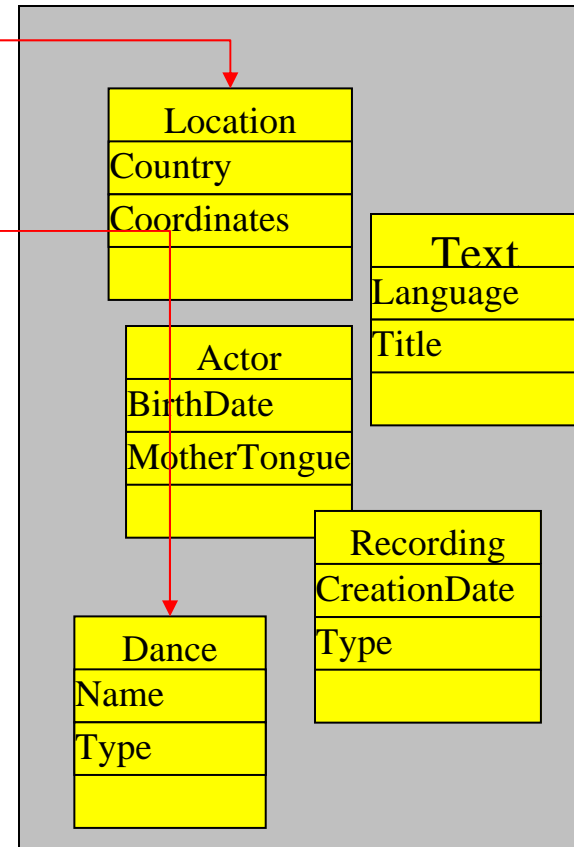 Location
Country
Coordinates
Text
Language
Title
Actor
BirthDate
MotherTongue
Recording
CreationDate
Type
Dance
Name
Type